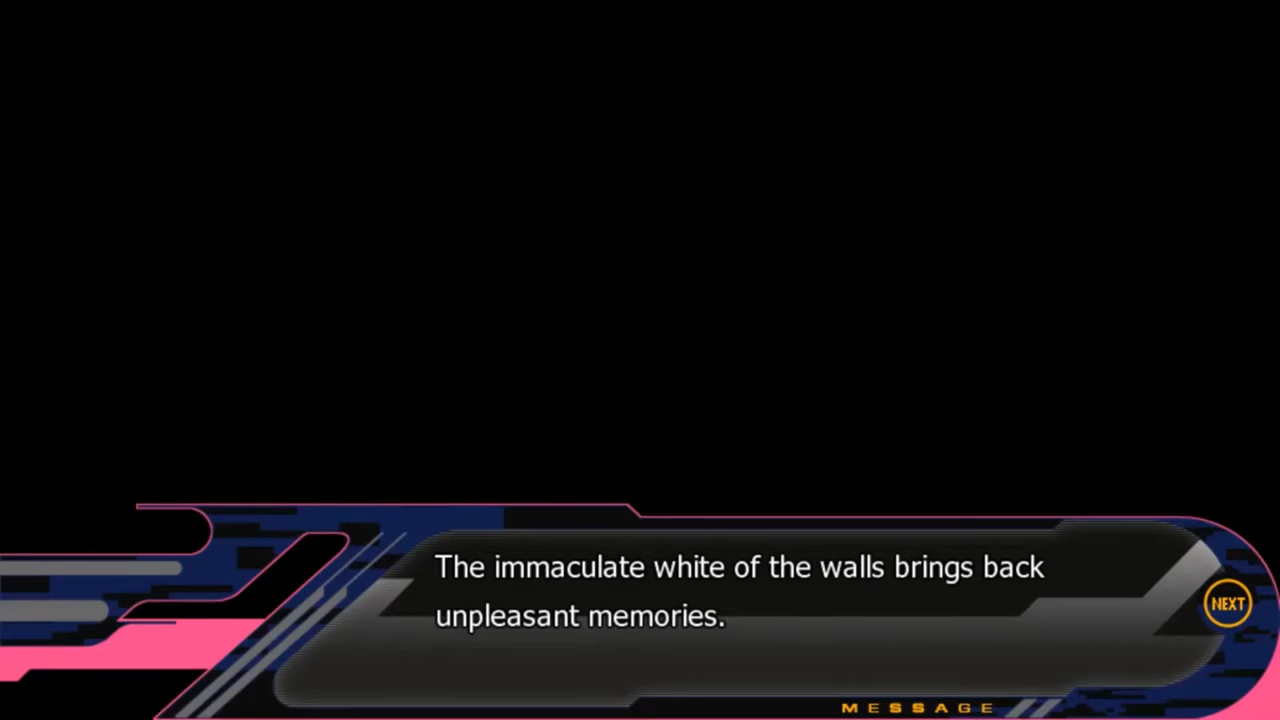 The immaculate white of the walls brings back
unpleasant memories.
NEXT
MESSAGE